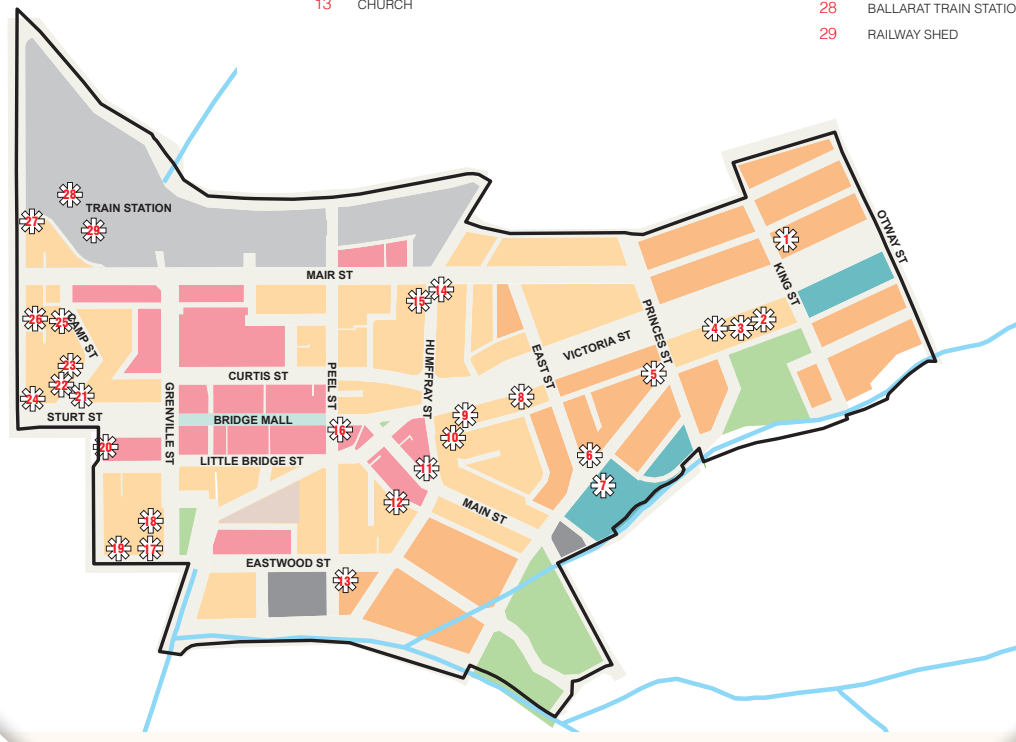 13 CHURCH
28 BALLARAT TRAIN STATIO
29 RAILWAY SHED
28
TRAIN STATION
27
29
1
OTWAY ST
MAIR ST
KING ST
14
15
26
25
CAMP ST
PRINCES ST
4
3
2
VICTORIA ST
HUMFFRAY ST
EAST ST
23
22
21
24
CURTIS ST
PEEL ST
5
8
GRENVILLE ST
STURT ST
BRIDGE MALL
9
10
16
20
LITTLE BRIDGE ST
11
6
7
12
MAIN ST
18
19
17
EASTWOOD ST
13